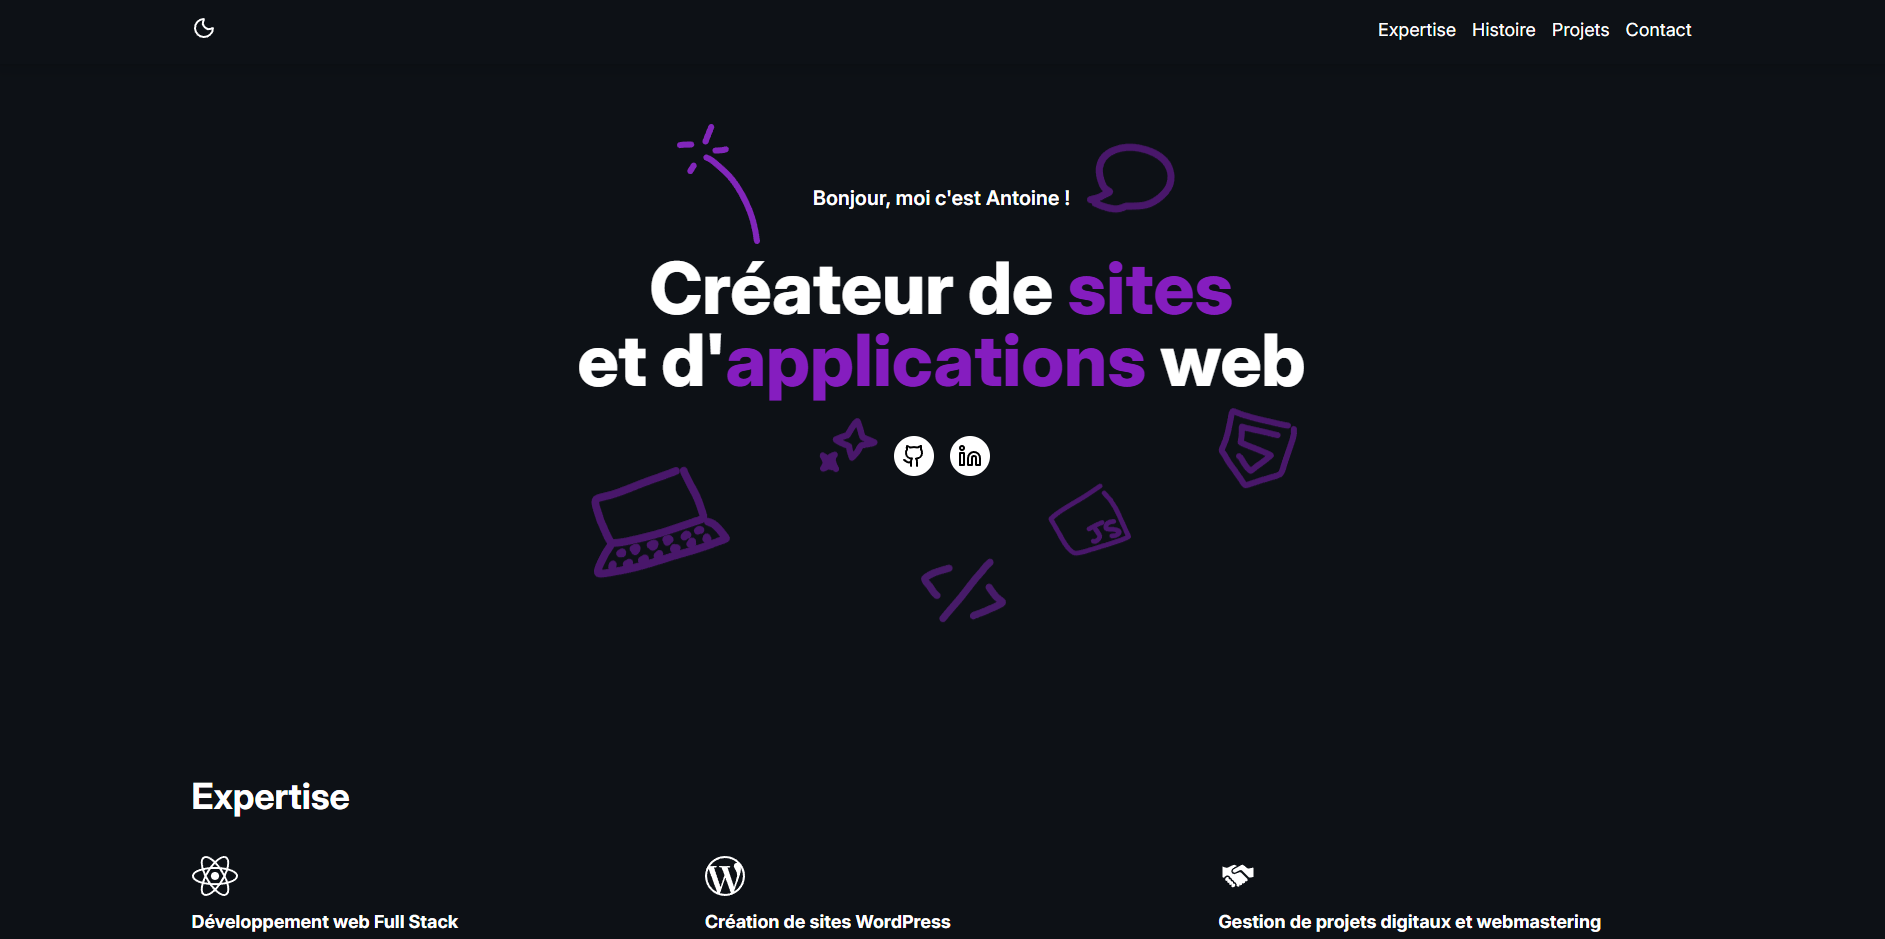 Expertise Histoire Projets Contact
Bonjour, moi c'est Antoine !
Créateur de sites
et d'applications web
JS
Expertise
Développement web Full Stack
Création de sites WordPress
Gestion de projets digitaux et webmastering